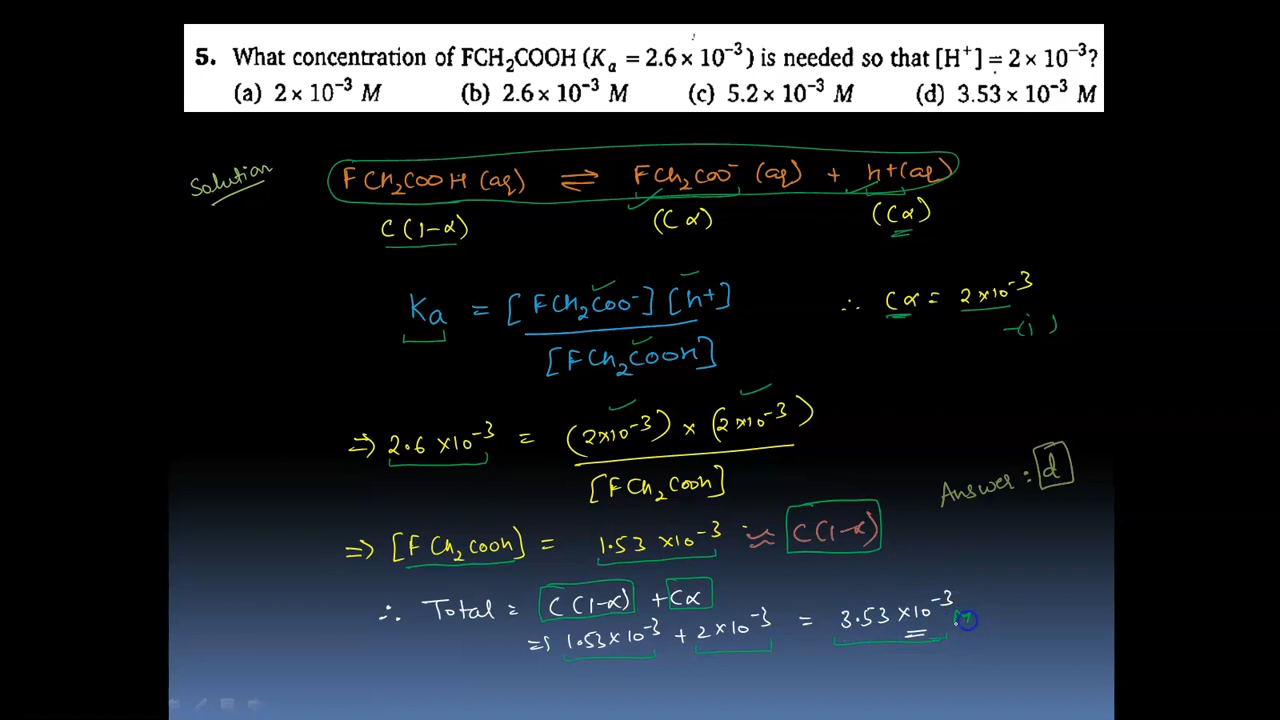 5. What concentration of FCH₂COOH (Kₐ = 2.6 × 10⁻³) is needed so that [H⁺] = 2 × 10⁻³?
(a) 2 × 10⁻³ M (b) 2.6 × 10⁻³ M (c) 5.2 × 10⁻³ M (d) 3.53 × 10⁻³ M
Solution
FCH₂COOH (aq) ⇌ FCH₂COO⁻ (aq) + H+(aq)
C(1-α) (Cα) (Cα)
Ka = [FCH₂COO⁻] [H+]
[FCH₂COOH]
∴ Cα = 2×10⁻³
-(i)
⇒ 2.6 ×10⁻³ = (2×10⁻³) × (2×10⁻³)
[FCH₂COOH]
Answer : d
⇒ [FCH₂COOH] = 1.53 ×10⁻³ ≈ C(1-α)
∴ Total = C(1-α) + Cα
⇒ 1.53×10⁻³ + 2×10⁻³ = 3.53 ×10⁻³